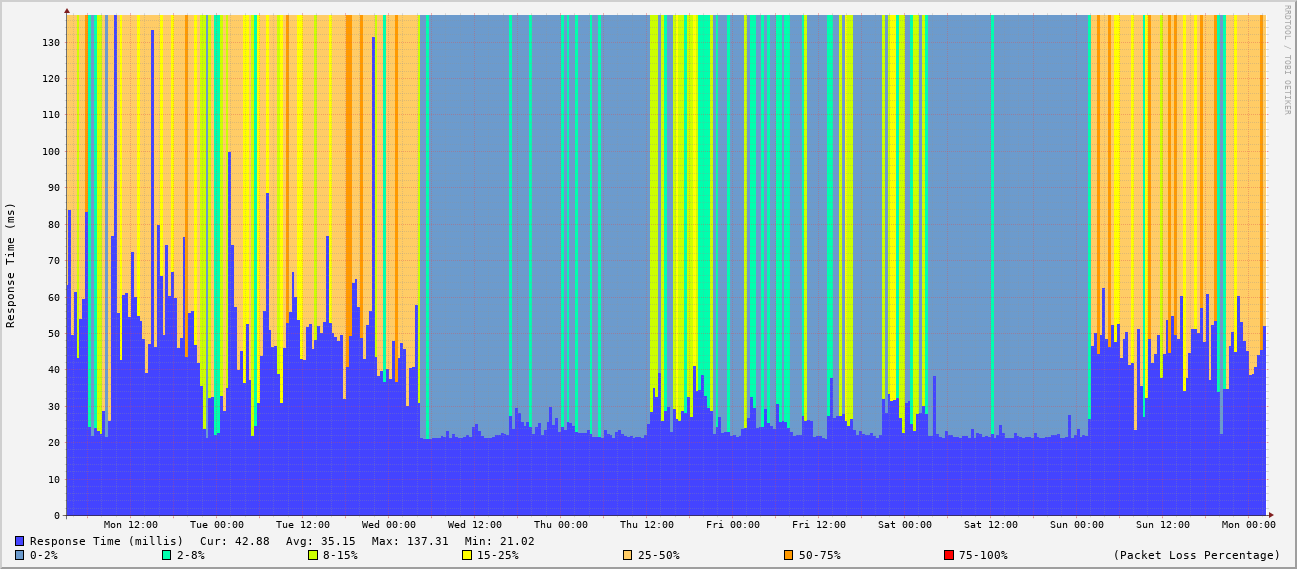 RRDTOOL / TOBI OETIKER
Response Time (ms)
130
120
110
100
90
80
70
60
50
40
30
20
10
0
Mon 12:00 Tue 00:00 Tue 12:00 Wed 00:00 Wed 12:00 Thu 00:00 Thu 12:00 Fri 00:00 Fri 12:00 Sat 00:00 Sat 12:00 Sun 00:00 Sun 12:00 Mon 00:00
Response Time (millis) Cur: 42.88 Avg: 35.15 Max: 137.31 Min: 21.02
0-2% 2-8% 8-15% 15-25% 25-50% 50-75% 75-100% (Packet Loss Percentage)